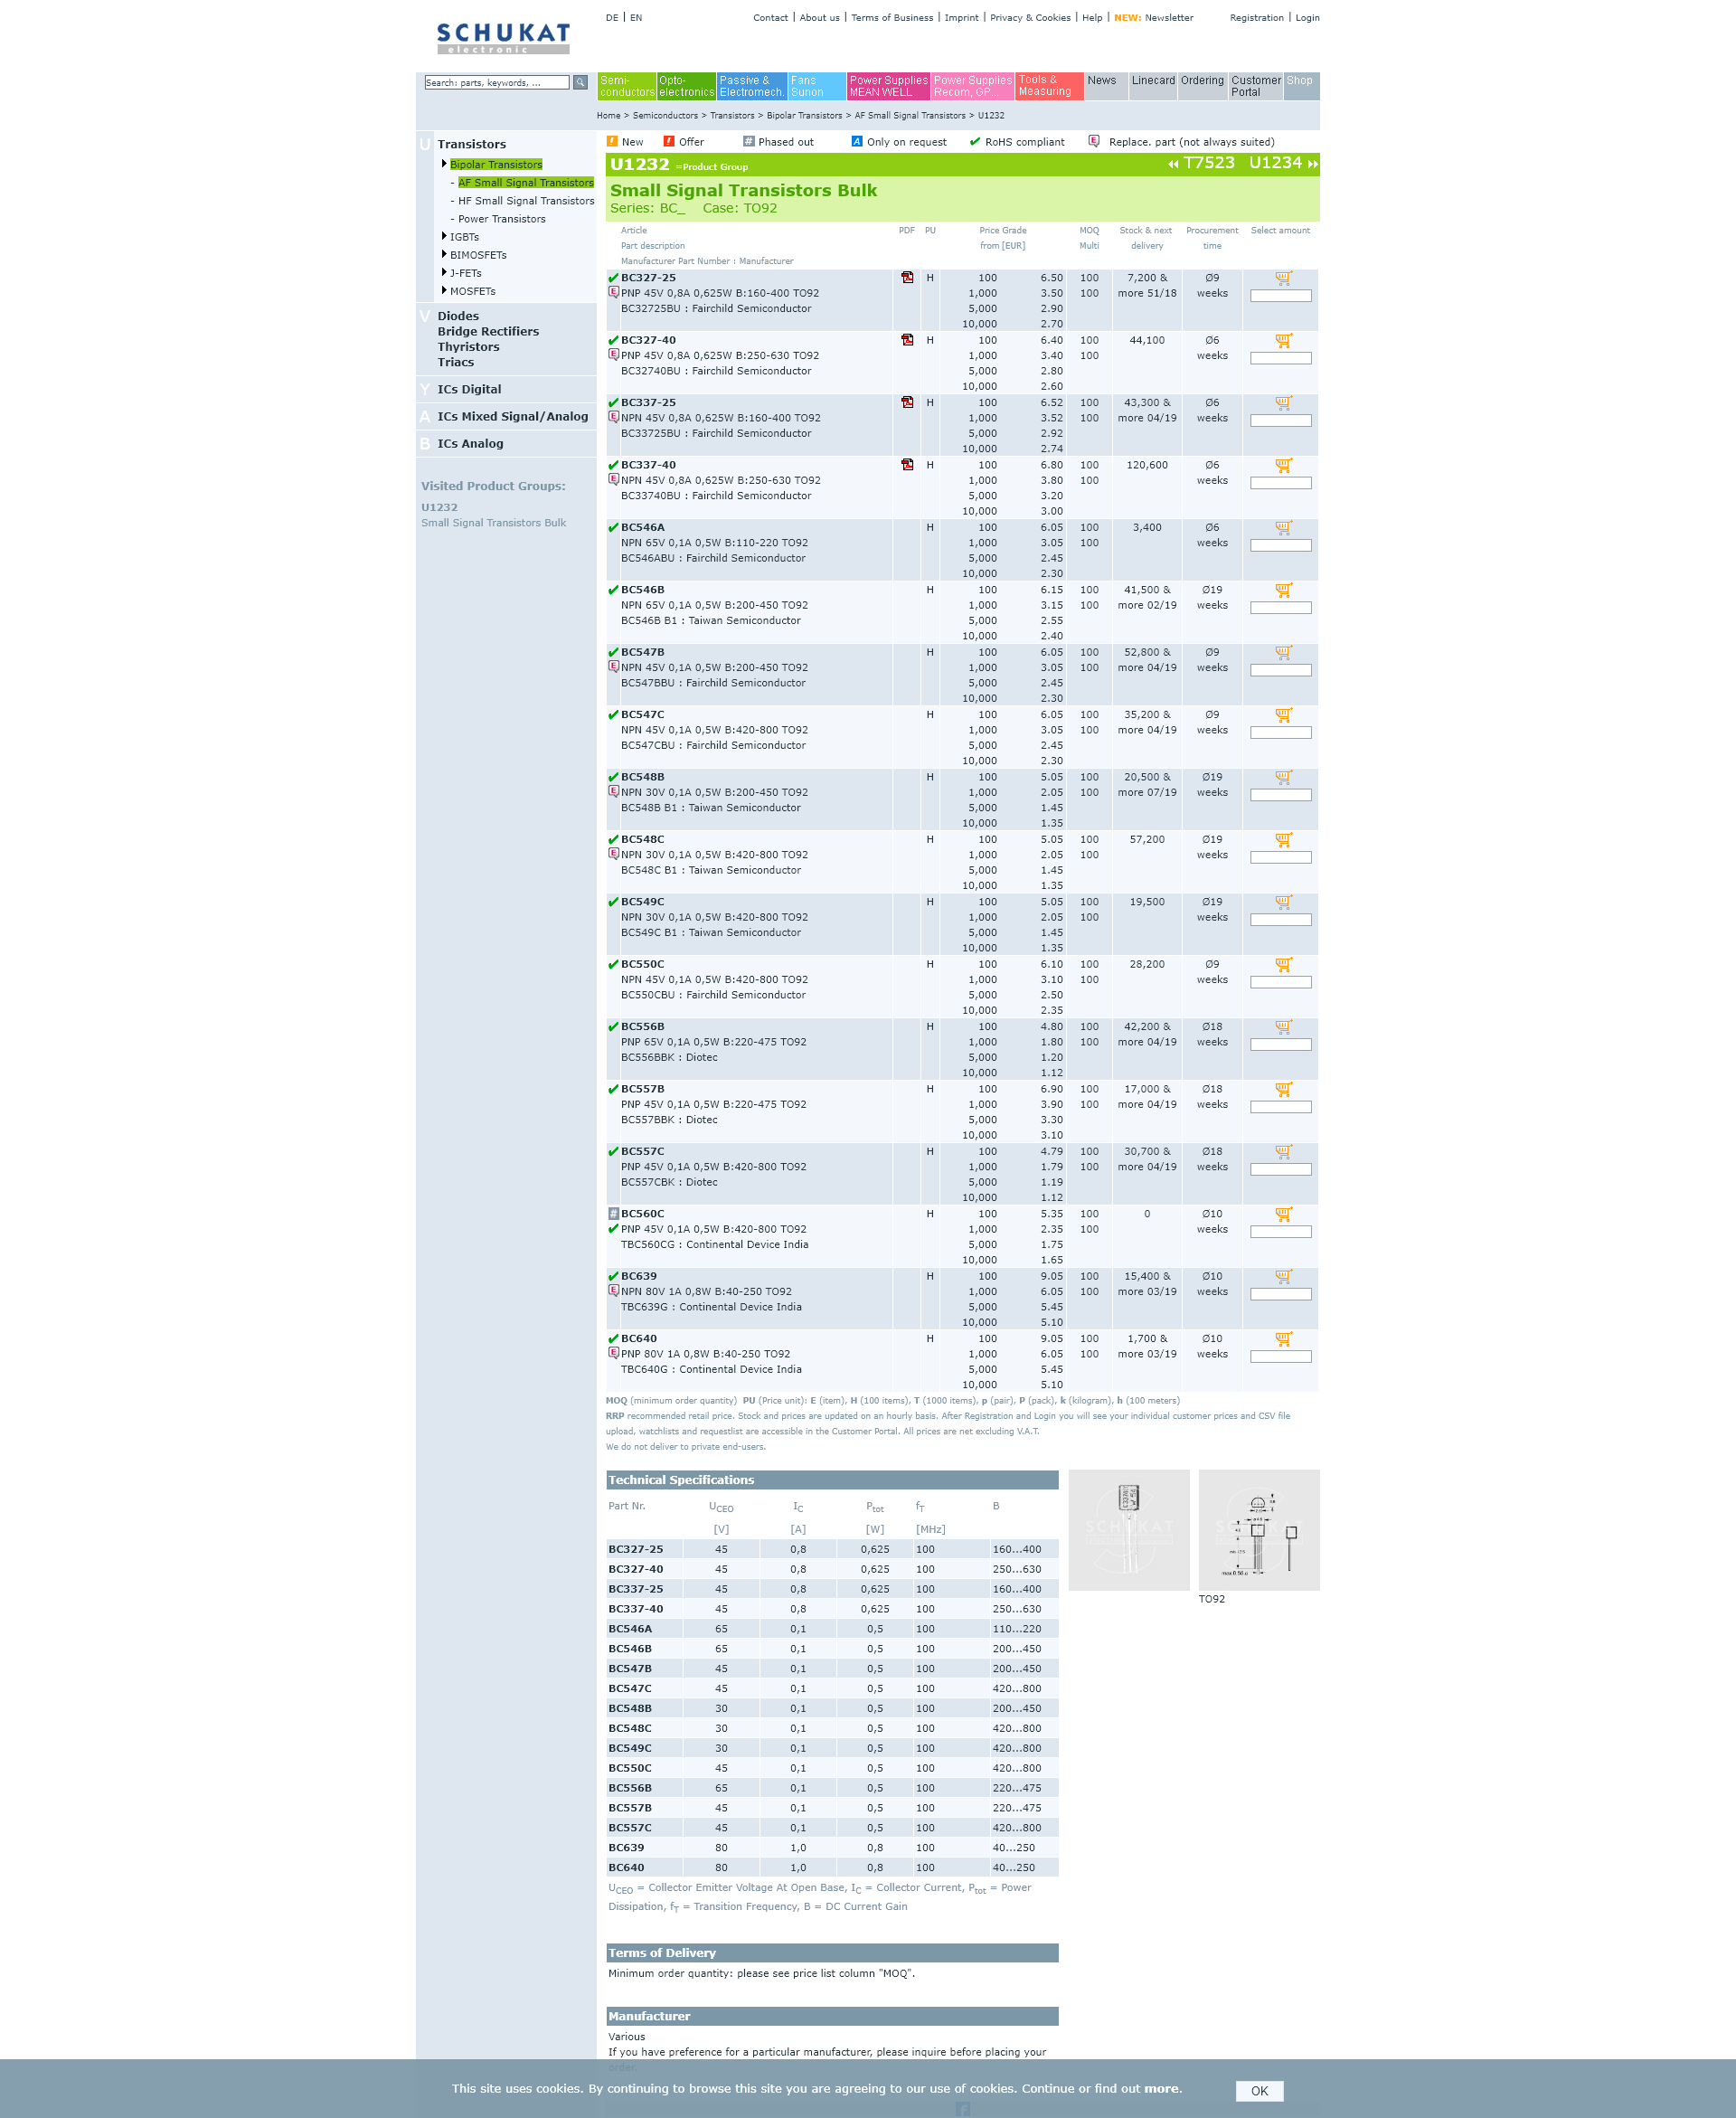 SCHUKAT
electronic
DE | EN
Contact | About us | Terms of Business | Imprint | Privacy & Cookies | Help | NEW: Newsletter
Registration | Login
Search: parts, keywords, ...
Semi-conductors
Opto-electronics
Passive & Electromech.
Fans Sunon
Power Supplies MEAN WELL
Power Supplies Recom, GP...
Tools & Measuring
News
Linecard
Ordering
Customer Portal
Shop
Home > Semiconductors > Transistors > Bipolar Transistors > AF Small Signal Transistors > U1232
U Transistors
Bipolar Transistors
- AF Small Signal Transistors
- HF Small Signal Transistors
- Power Transistors
IGBTs
BIMOSFETs
J-FETs
MOSFETs
V Diodes
Bridge Rectifiers
Thyristors
Triacs
Y ICs Digital
A ICs Mixed Signal/Analog
B ICs Analog
Visited Product Groups:
U1232
Small Signal Transistors Bulk
! New ! Offer # Phased out A Only on request RoHS compliant E Replace. part (not always suited)
U1232 =Product Group T7523 U1234
Small Signal Transistors Bulk
Series: BC_ Case: TO92
Article PDF PU Price Grade MOQ Stock & next Procurement Select amount
Part description from [EUR] Multi delivery time
Manufacturer Part Number : Manufacturer
BC327-25 H 100 6.50 100 7,200 & Ø9
E PNP 45V 0,8A 0,625W B:160-400 TO92 1,000 3.50 100 more 51/18 weeks
BC32725BU : Fairchild Semiconductor 5,000 2.90
10,000 2.70
BC327-40 H 100 6.40 100 44,100 Ø6
E PNP 45V 0,8A 0,625W B:250-630 TO92 1,000 3.40 100 weeks
BC32740BU : Fairchild Semiconductor 5,000 2.80
10,000 2.60
BC337-25 H 100 6.52 100 43,300 & Ø6
E NPN 45V 0,8A 0,625W B:160-400 TO92 1,000 3.52 100 more 04/19 weeks
BC33725BU : Fairchild Semiconductor 5,000 2.92
10,000 2.74
BC337-40 H 100 6.80 100 120,600 Ø6
E NPN 45V 0,8A 0,625W B:250-630 TO92 1,000 3.80 100 weeks
BC33740BU : Fairchild Semiconductor 5,000 3.20
10,000 3.00
BC546A H 100 6.05 100 3,400 Ø6
NPN 65V 0,1A 0,5W B:110-220 TO92 1,000 3.05 100 weeks
BC546ABU : Fairchild Semiconductor 5,000 2.45
10,000 2.30
BC546B H 100 6.15 100 41,500 & Ø19
NPN 65V 0,1A 0,5W B:200-450 TO92 1,000 3.15 100 more 02/19 weeks
BC546B B1 : Taiwan Semiconductor 5,000 2.55
10,000 2.40
BC547B H 100 6.05 100 52,800 & Ø9
E NPN 45V 0,1A 0,5W B:200-450 TO92 1,000 3.05 100 more 04/19 weeks
BC547BBU : Fairchild Semiconductor 5,000 2.45
10,000 2.30
BC547C H 100 6.05 100 35,200 & Ø9
NPN 45V 0,1A 0,5W B:420-800 TO92 1,000 3.05 100 more 04/19 weeks
BC547CBU : Fairchild Semiconductor 5,000 2.45
10,000 2.30
BC548B H 100 5.05 100 20,500 & Ø19
E NPN 30V 0,1A 0,5W B:200-450 TO92 1,000 2.05 100 more 07/19 weeks
BC548B B1 : Taiwan Semiconductor 5,000 1.45
10,000 1.35
BC548C H 100 5.05 100 57,200 Ø19
E NPN 30V 0,1A 0,5W B:420-800 TO92 1,000 2.05 100 weeks
BC548C B1 : Taiwan Semiconductor 5,000 1.45
10,000 1.35
BC549C H 100 5.05 100 19,500 Ø19
NPN 30V 0,1A 0,5W B:420-800 TO92 1,000 2.05 100 weeks
BC549C B1 : Taiwan Semiconductor 5,000 1.45
10,000 1.35
BC550C H 100 6.10 100 28,200 Ø9
NPN 45V 0,1A 0,5W B:420-800 TO92 1,000 3.10 100 weeks
BC550CBU : Fairchild Semiconductor 5,000 2.50
10,000 2.35
BC556B H 100 4.80 100 42,200 & Ø18
PNP 65V 0,1A 0,5W B:220-475 TO92 1,000 1.80 100 more 04/19 weeks
BC556BBK : Diotec 5,000 1.20
10,000 1.12
BC557B H 100 6.90 100 17,000 & Ø18
PNP 45V 0,1A 0,5W B:220-475 TO92 1,000 3.90 100 more 04/19 weeks
BC557BBK : Diotec 5,000 3.30
10,000 3.10
BC557C H 100 4.79 100 30,700 & Ø18
PNP 45V 0,1A 0,5W B:420-800 TO92 1,000 1.79 100 more 04/19 weeks
BC557CBK : Diotec 5,000 1.19
10,000 1.12
# BC560C H 100 5.35 100 0 Ø10
PNP 45V 0,1A 0,5W B:420-800 TO92 1,000 2.35 100 weeks
TBC560CG : Continental Device India 5,000 1.75
10,000 1.65
BC639 H 100 9.05 100 15,400 & Ø10
E NPN 80V 1A 0,8W B:40-250 TO92 1,000 6.05 100 more 03/19 weeks
TBC639G : Continental Device India 5,000 5.45
10,000 5.10
BC640 H 100 9.05 100 1,700 & Ø10
E PNP 80V 1A 0,8W B:40-250 TO92 1,000 6.05 100 more 03/19 weeks
TBC640G : Continental Device India 5,000 5.45
10,000 5.10
MOQ (minimum order quantity) PU (Price unit): E (item), H (100 items), T (1000 items), p (pair), P (pack), k (kilogram), h (100 meters)
RRP recommended retail price. Stock and prices are updated on an hourly basis. After Registration and Login you will see your individual customer prices and CSV file
upload, watchlists and requestlist are accessible in the Customer Portal. All prices are net excluding V.A.T.
We do not deliver to private end-users.
Technical Specifications
Part Nr. UCEO IC Ptot fT B
[V] [A] [W] [MHz]
BC327-25 45 0,8 0,625 100 160...400
BC327-40 45 0,8 0,625 100 250...630
BC337-25 45 0,8 0,625 100 160...400
BC337-40 45 0,8 0,625 100 250...630
BC546A 65 0,1 0,5 100 110...220
BC546B 65 0,1 0,5 100 200...450
BC547B 45 0,1 0,5 100 200...450
BC547C 45 0,1 0,5 100 420...800
BC548B 30 0,1 0,5 100 200...450
BC548C 30 0,1 0,5 100 420...800
BC549C 30 0,1 0,5 100 420...800
BC550C 45 0,1 0,5 100 420...800
BC556B 65 0,1 0,5 100 220...475
BC557B 45 0,1 0,5 100 220...475
BC557C 45 0,1 0,5 100 420...800
BC639 80 1,0 0,8 100 40...250
BC640 80 1,0 0,8 100 40...250
UCEO = Collector Emitter Voltage At Open Base, IC = Collector Current, Ptot = Power
Dissipation, fT = Transition Frequency, B = DC Current Gain
SCHUKAT
SCHUKAT
TO92
Terms of Delivery
Minimum order quantity: please see price list column "MOQ".
Manufacturer
Various
If you have preference for a particular manufacturer, please inquire before placing your
order.
This site uses cookies. By continuing to browse this site you are agreeing to our use of cookies. Continue or find out more.
OK